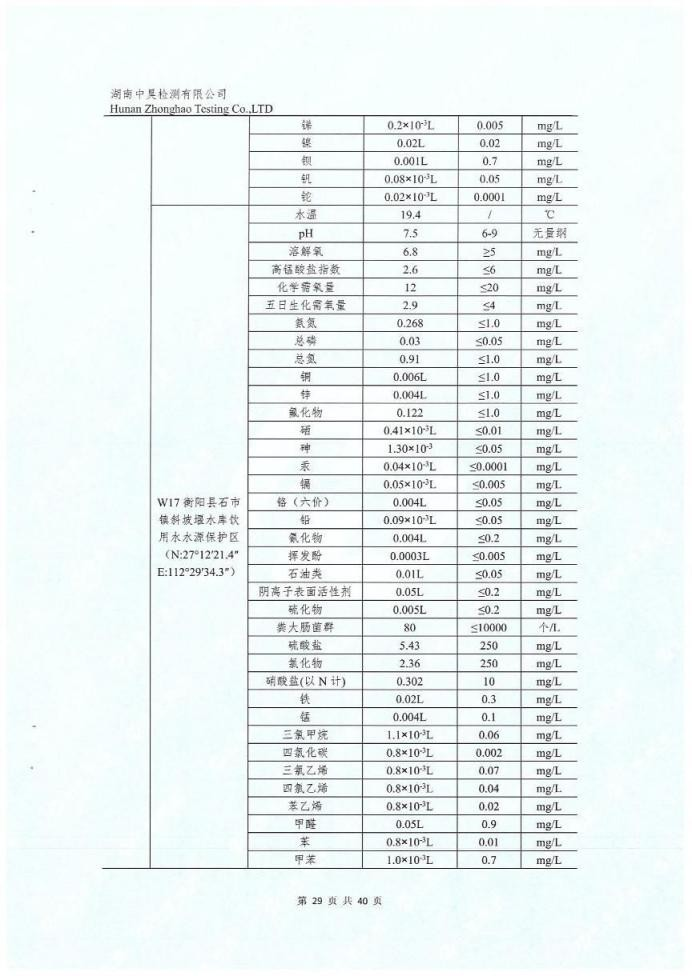 湖南中昊检测有限公司
Hunan Zhonghao Testing Co.,LTD
锑 0.2×10⁻³L 0.005 mg/L
镍 0.02L 0.02 mg/L
钡 0.001L 0.7 mg/L
钒 0.08×10⁻³L 0.05 mg/L
铊 0.02×10⁻³L 0.0001 mg/L
水温 19.4 / ℃
pH 7.5 6-9 无量纲
溶解氧 6.8 ≥5 mg/L
高锰酸盐指数 2.6 ≤6 mg/L
化学需氧量 12 ≤20 mg/L
五日生化需氧量 2.9 ≤4 mg/L
氨氮 0.268 ≤1.0 mg/L
总磷 0.03 ≤0.05 mg/L
总氮 0.91 ≤1.0 mg/L
铜 0.006L ≤1.0 mg/L
锌 0.004L ≤1.0 mg/L
氟化物 0.122 ≤1.0 mg/L
硒 0.41×10⁻³L ≤0.01 mg/L
砷 1.30×10⁻³ ≤0.05 mg/L
汞 0.04×10⁻³L ≤0.0001 mg/L
镉 0.05×10⁻³L ≤0.005 mg/L
W17 衡阳县石市
镇斜坡堰水库饮
用水水源保护区
（N:27°12′21.4″
E:112°29′34.3″）
铬（六价） 0.004L ≤0.05 mg/L
铅 0.09×10⁻³L ≤0.05 mg/L
氰化物 0.004L ≤0.2 mg/L
挥发酚 0.0003L ≤0.005 mg/L
石油类 0.01L ≤0.05 mg/L
阴离子表面活性剂 0.05L ≤0.2 mg/L
硫化物 0.005L ≤0.2 mg/L
粪大肠菌群 80 ≤10000 个/L
硫酸盐 5.43 250 mg/L
氯化物 2.36 250 mg/L
硝酸盐(以 N 计) 0.302 10 mg/L
铁 0.02L 0.3 mg/L
锰 0.004L 0.1 mg/L
三氯甲烷 1.1×10⁻³L 0.06 mg/L
四氯化碳 0.8×10⁻³L 0.002 mg/L
三氯乙烯 0.8×10⁻³L 0.07 mg/L
四氯乙烯 0.8×10⁻³L 0.04 mg/L
苯乙烯 0.8×10⁻³L 0.02 mg/L
甲醛 0.05L 0.9 mg/L
苯 0.8×10⁻³L 0.01 mg/L
甲苯 1.0×10⁻³L 0.7 mg/L
第 29 页 共 40 页